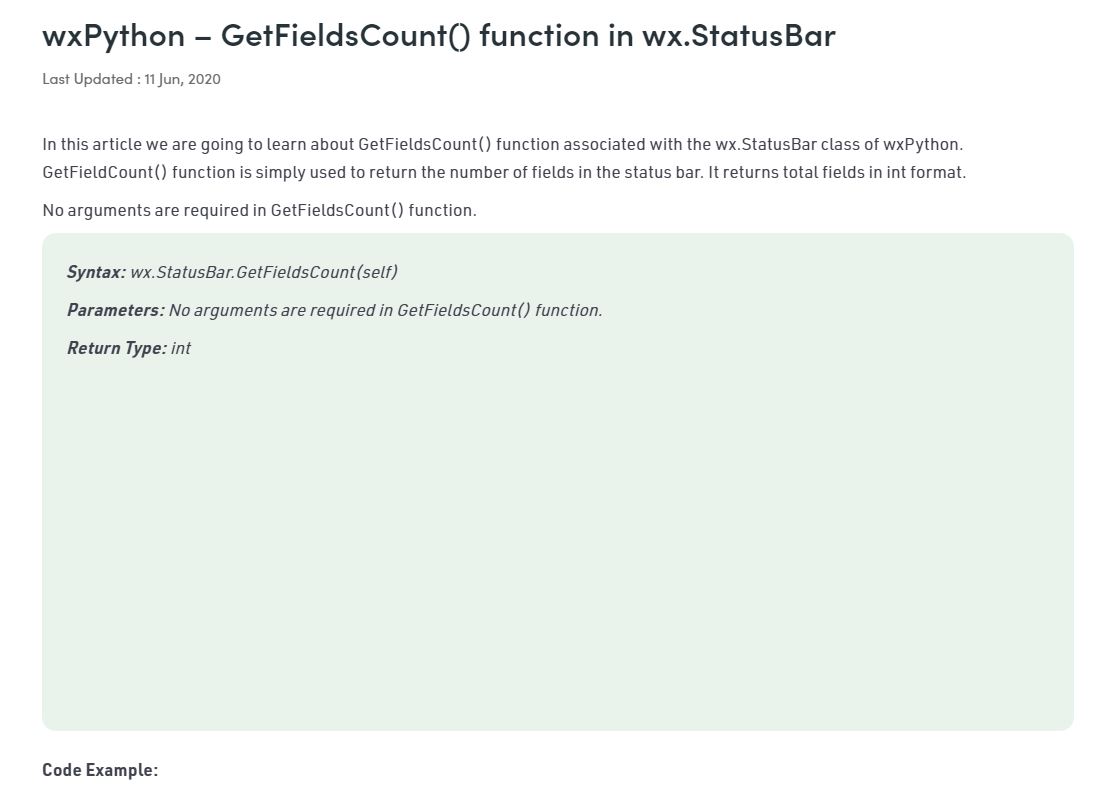 wxPython – GetFieldsCount() function in wx.StatusBar
Last Updated : 11 Jun, 2020
In this article we are going to learn about GetFieldsCount() function associated with the wx.StatusBar class of wxPython.
GetFieldCount() function is simply used to return the number of fields in the status bar. It returns total fields in int format.
No arguments are required in GetFieldsCount() function.
Syntax: wx.StatusBar.GetFieldsCount(self)
Parameters: No arguments are required in GetFieldsCount() function.
Return Type: int
Code Example: